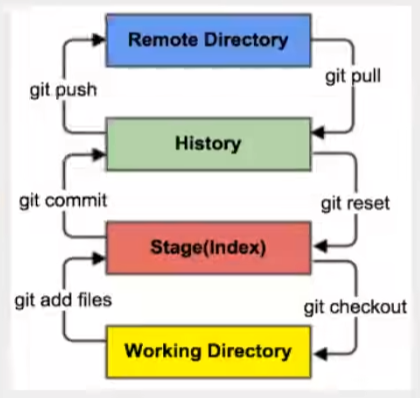 Remote Directory
git pull
git push
History
git commit
git reset
Stage(Index)
git add files
git checkout
Working Directory